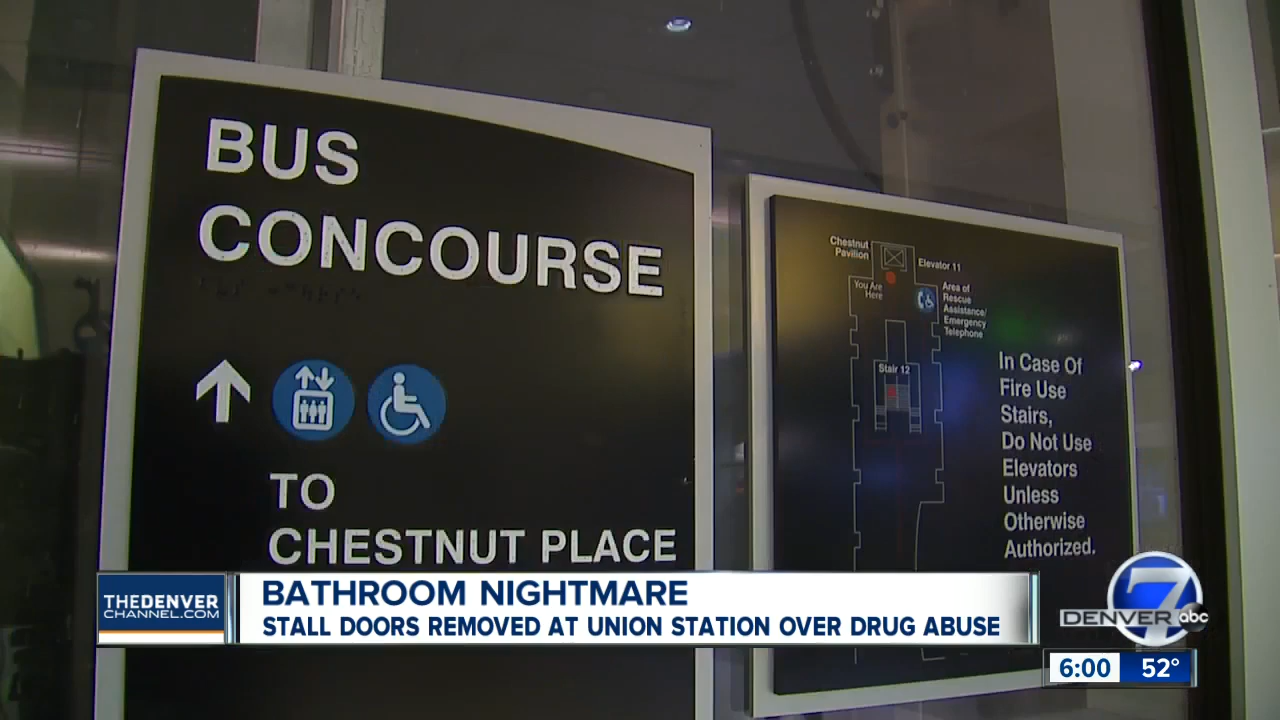 BUS
CONCOURSE
TO
CHESTNUT PLACE
Chestnut
Pavilion
Elevator 11
You Are
Here
Area of
Rescue
Assistance/
Emergency
Telephone
Stair 12
In Case Of
Fire Use
Stairs,
Do Not Use
Elevators
Unless
Otherwise
Authorized.
THEDENVER
CHANNEL.COM
BATHROOM NIGHTMARE
STALL DOORS REMOVED AT UNION STATION OVER DRUG ABUSE
DENVER 7 abc
6:00 52°